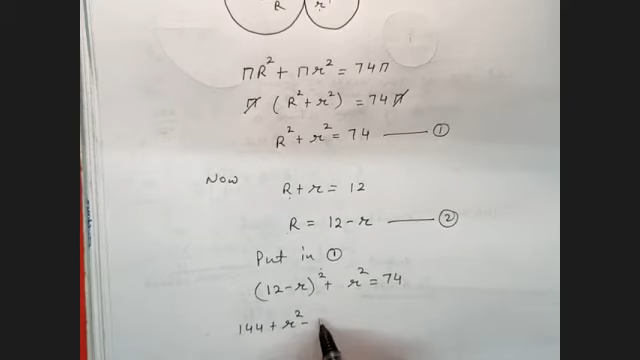 R r
πR² + πr² = 74π
π (R² + r²) = 74π
R² + r² = 74 —— ①
Now R + r = 12
R = 12 - r —— ②
Put in ①
(12 - r)² + r² = 74
144 + r² -